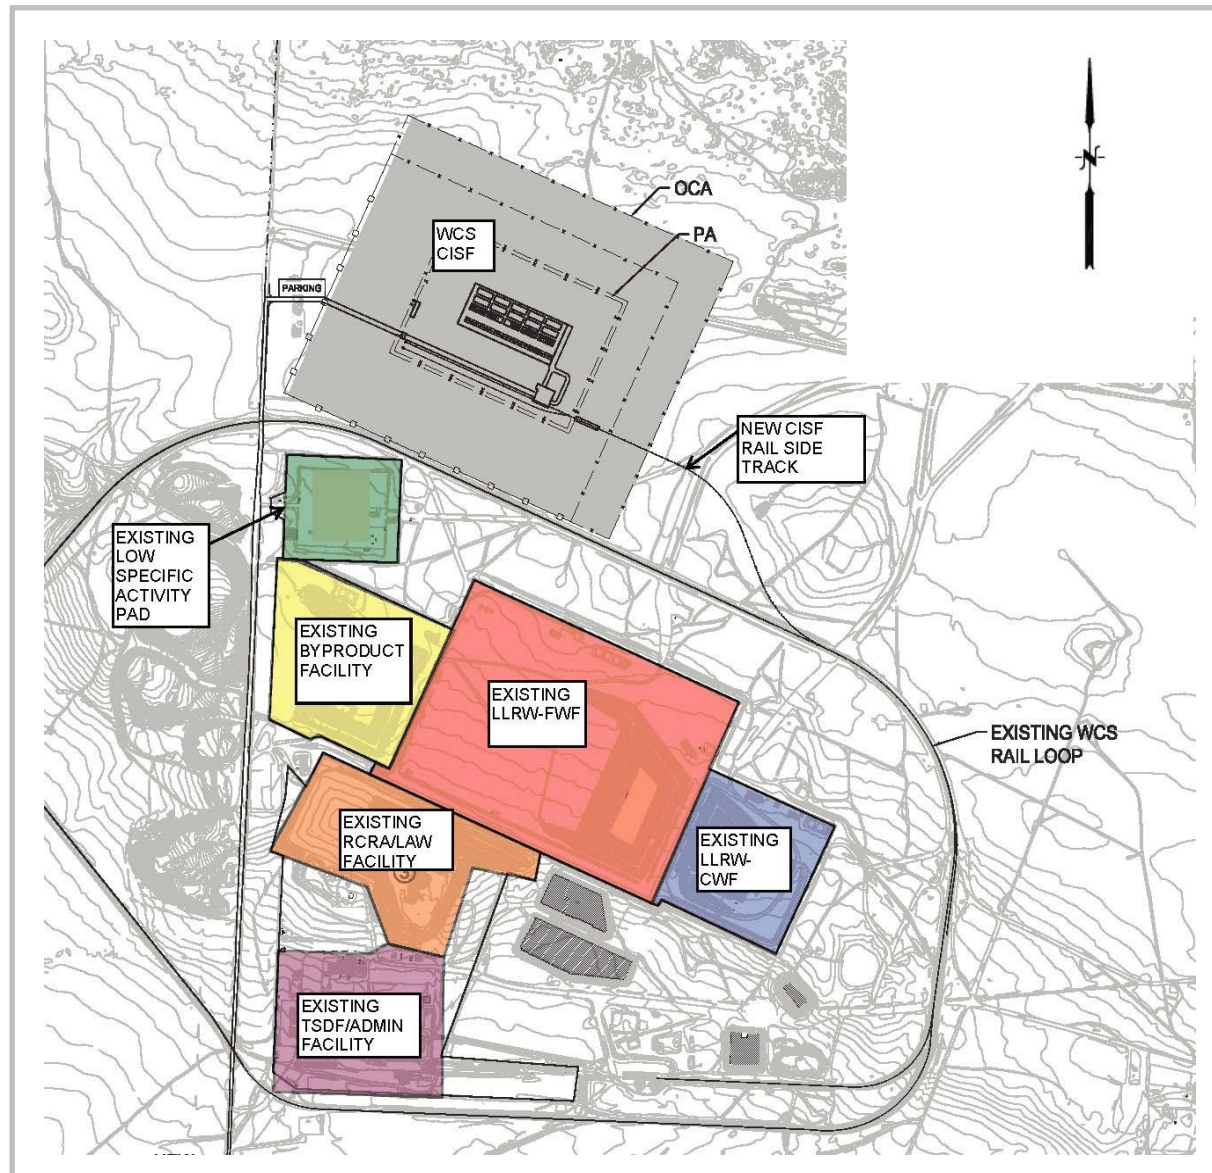 N
OCA
WCS
CISF
PA
PARKING
NEW CISF
RAIL SIDE
TRACK
EXISTING
LOW
SPECIFIC
ACTIVITY
PAD
EXISTING
BYPRODUCT
FACILITY
EXISTING
LLRW-FWF
EXISTING WCS
RAIL LOOP
EXISTING
RCRA/LAW
FACILITY
EXISTING
LLRW-
CWF
EXISTING
TSDF/ADMIN
FACILITY